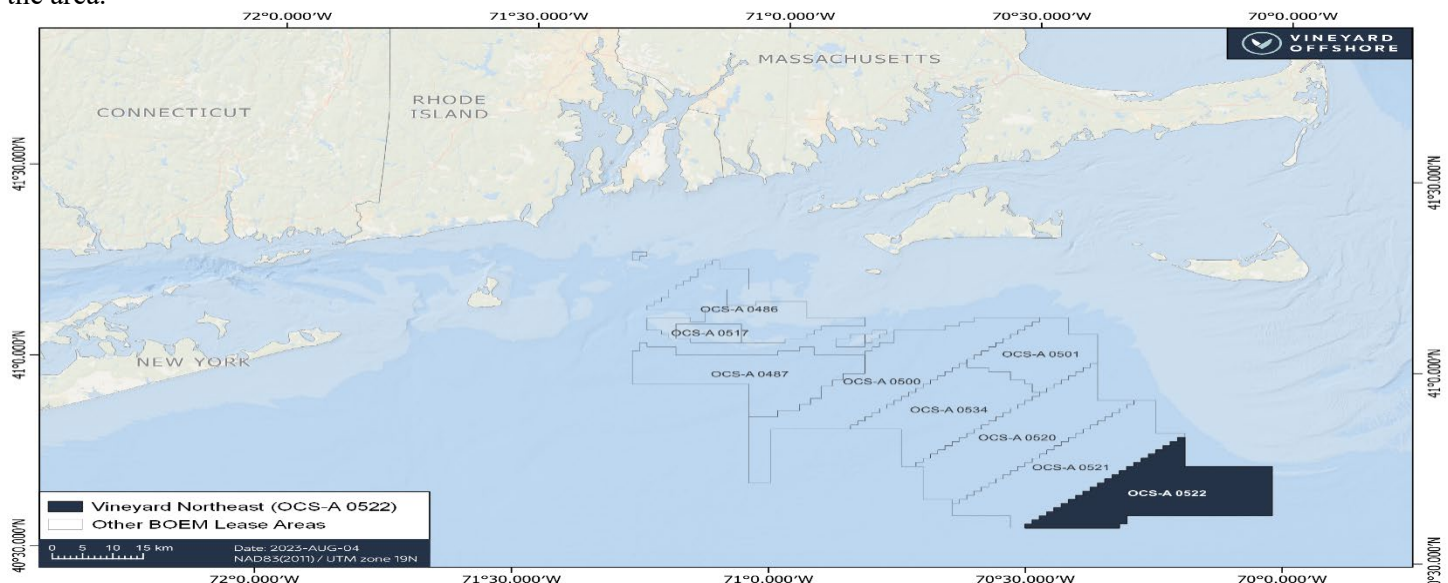 the area.
72°0.000'W 71°30.000'W 71°0.000'W 70°30.000'W 70°0.000'W
VINEYARD
OFFSHORE
MASSACHUSETTS
CONNECTICUT
RHODE
ISLAND
41°30.000'N
41°30.000'N
OCS-A 0486
OCS-A 0517
NEW YORK
41°0.000'N
41°0.000'N
OCS-A 0501
OCS-A 0487
OCS-A 0500
OCS-A 0534
OCS-A 0520
OCS-A 0521
OCS-A 0522
Vineyard Northeast (OCS-A 0522)
Other BOEM Lease Areas
0 5 10 15 km
Date: 2023-AUG-04
NAD83(2011) / UTM zone 19N
40°30.000'N
40°30.000'N
72°0.000'W 71°30.000'W 71°0.000'W 70°30.000'W 70°0.000'W